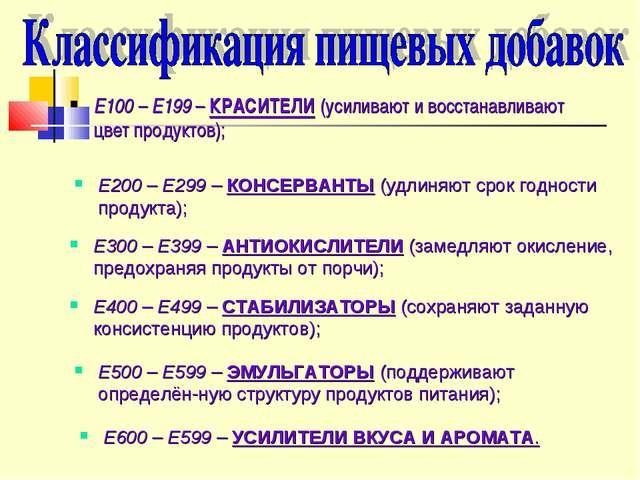 Классификация пищевых добавок
Е100 – Е199 – КРАСИТЕЛИ (усиливают и восстанавливают
цвет продуктов);
Е200 – Е299 – КОНСЕРВАНТЫ (удлиняют срок годности
продукта);
Е300 – Е399 – АНТИОКИСЛИТЕЛИ (замедляют окисление,
предохраняя продукты от порчи);
Е400 – Е499 – СТАБИЛИЗАТОРЫ (сохраняют заданную
консистенцию продуктов);
Е500 – Е599 – ЭМУЛЬГАТОРЫ (поддерживают
определён-ную структуру продуктов питания);
Е600 – Е599 – УСИЛИТЕЛИ ВКУСА И АРОМАТА.